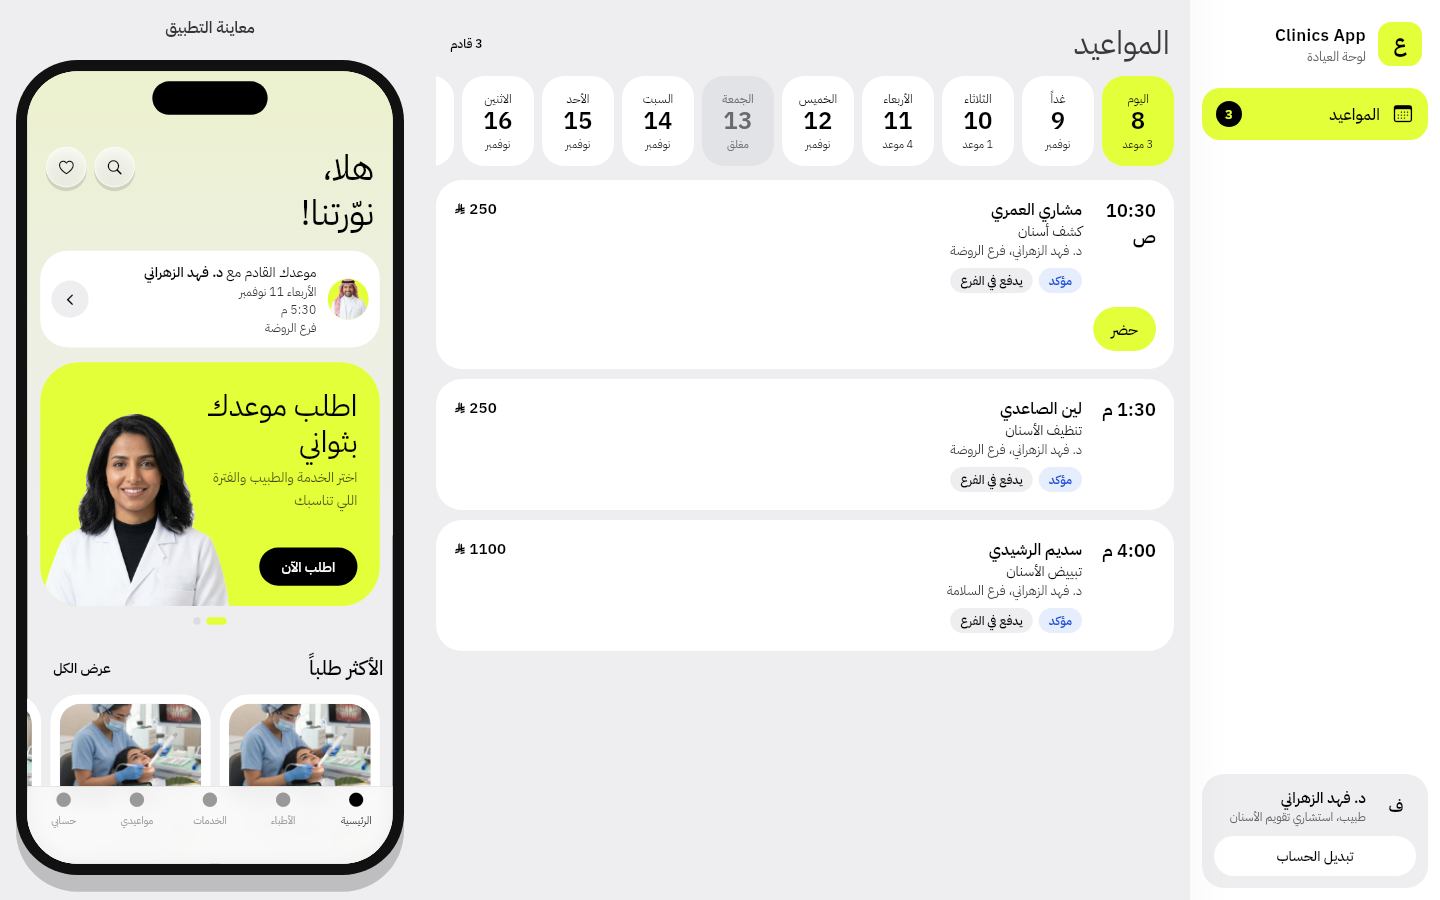 ع
Clinics App
لوحة العيادة
المواعيد
3
د. فهد الزهراني
ف
طبيب، استشاري تقويم الأسنان
تبديل الحساب
المواعيد
3 قادم
اليوم
8
3 موعد
غداً
9
نوفمبر
الثلاثاء
10
1 موعد
الأربعاء
11
4 موعد
الخميس
12
نوفمبر
الجمعة
13
مغلق
السبت
14
نوفمبر
الأحد
15
نوفمبر
الاثنين
16
نوفمبر
10:30 ص
مشاري العمري
250
كشف أسنان
د. فهد الزهراني، فرع الروضة
مؤكد
يدفع في الفرع
حضر
1:30 م
لين الصاعدي
250
تنظيف الأسنان
د. فهد الزهراني، فرع الروضة
مؤكد
يدفع في الفرع
4:00 م
سديم الرشيدي
1100
تبييض الأسنان
د. فهد الزهراني، فرع السلامة
مؤكد
يدفع في الفرع
معاينة التطبيق
هلا،
نوّرتنا!
موعدك القادم مع د. فهد الزهراني
الأربعاء 11 نوفمبر
5:30 م
فرع الروضة
اطلب موعدك
بثواني
اختر الخدمة والطبيب والفترة
اللي تناسبك
اطلب الآن
الأكثر طلباً
عرض الكل
الرئيسية
الأطباء
الخدمات
مواعيدي
حسابي